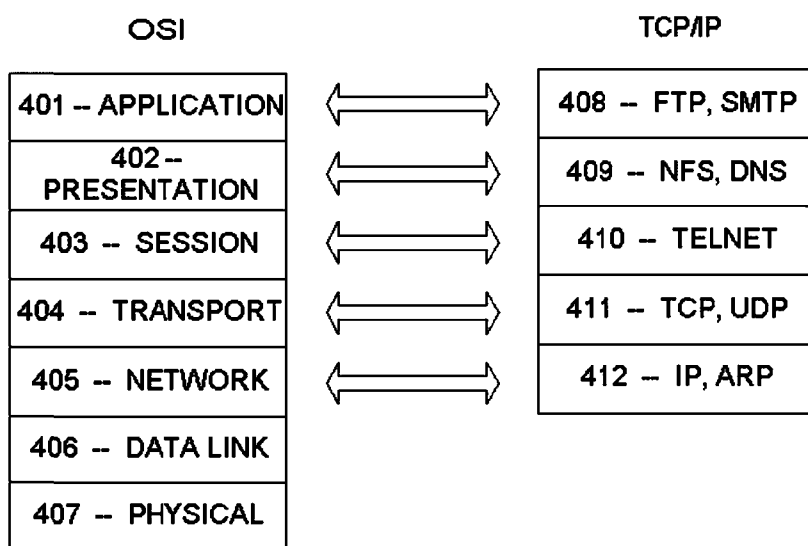 OSI
TCP/IP
401 -- APPLICATION
408 -- FTP, SMTP
402 --
PRESENTATION
409 -- NFS, DNS
403 -- SESSION
410 -- TELNET
404 -- TRANSPORT
411 -- TCP, UDP
405 -- NETWORK
412 -- IP, ARP
406 -- DATA LINK
407 -- PHYSICAL